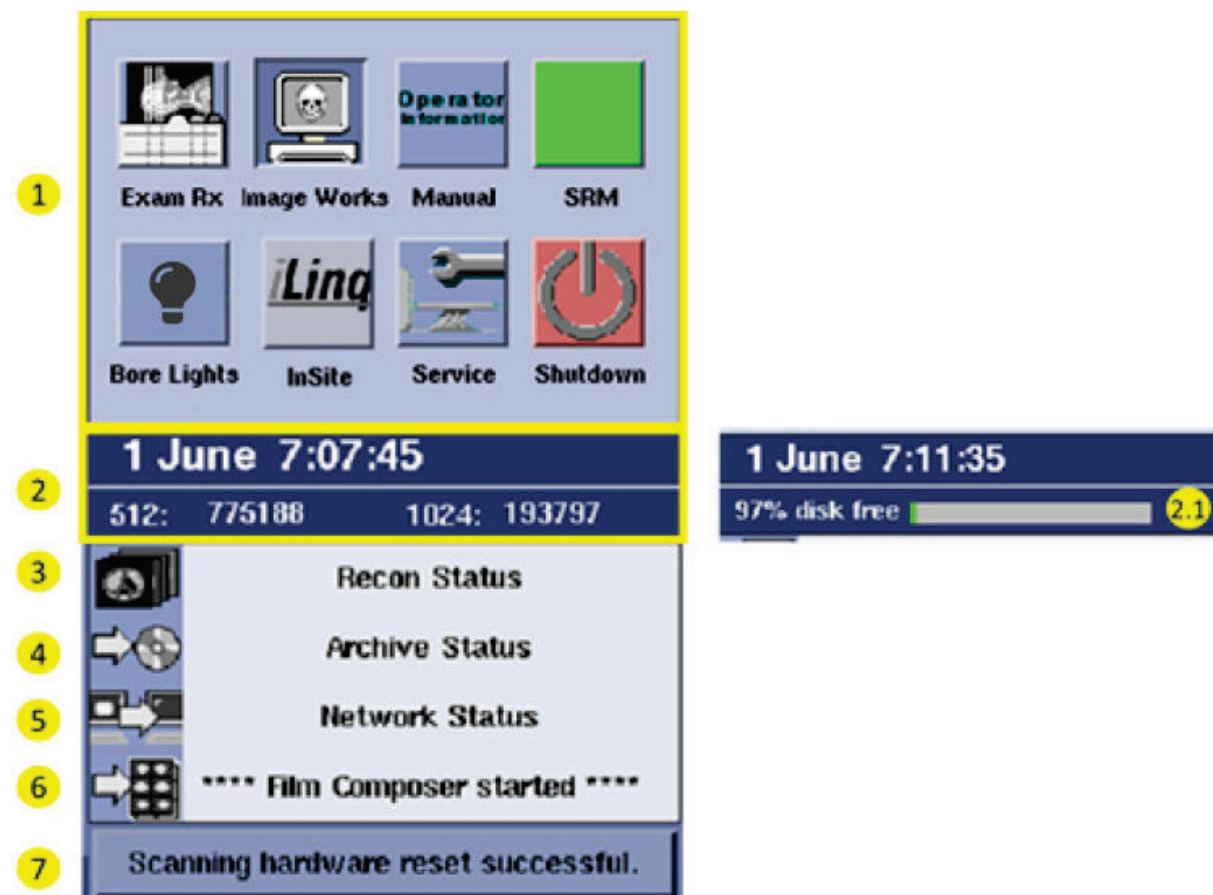 Operator
Informatio
1
Exam Rx Image Works Manual SRM
iLinq
Bore Lights InSite Service Shutdown
2
1 June 7:07:45
512: 775188 1024: 193797
1 June 7:11:35
97% disk free 2.1
3
Recon Status
4
Archive Status
5
Network Status
6
**** Film Composer started ****
7
Scanning hardware reset successful.